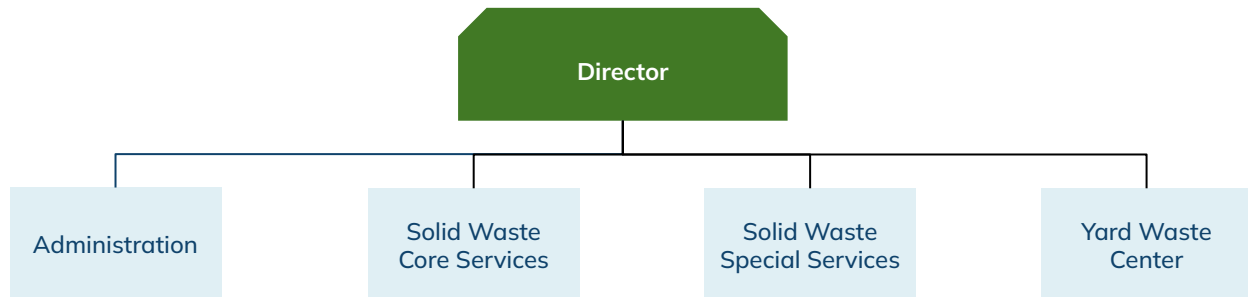 Director
Administration
Solid Waste
Core Services
Solid Waste
Special Services
Yard Waste
Center